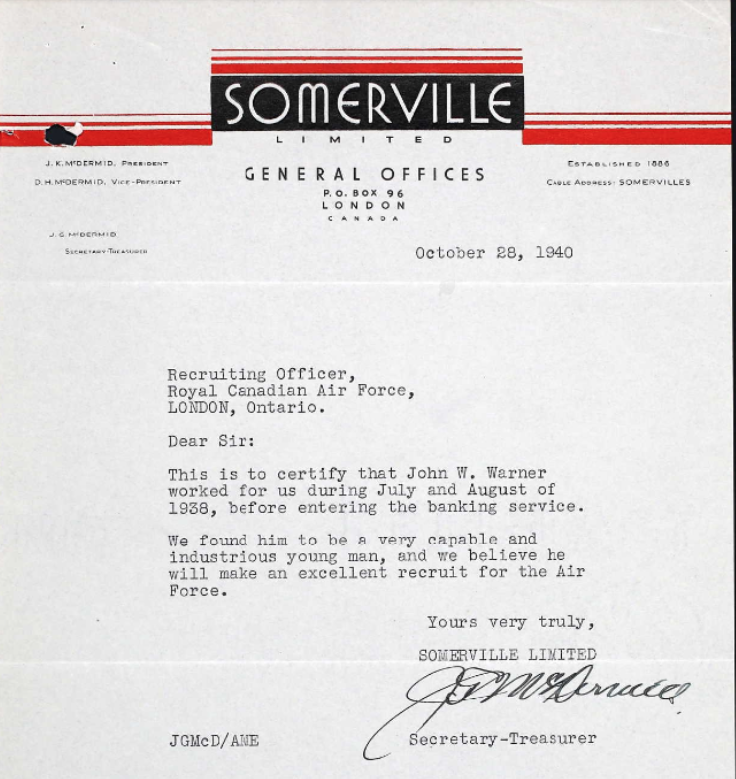 SOMERVILLE
LIMITED
J. K. McDERMID, PRESIDENT
D. H. McDERMID, VICE-PRESIDENT
J. G. McDERMID
SECRETARY-TREASURER
GENERAL OFFICES
P.O. BOX 96
LONDON
CANADA
ESTABLISHED 1886
CABLE ADDRESS: SOMERVILLES
October 28, 1940
Recruiting Officer,
Royal Canadian Air Force,
LONDON, Ontario.
Dear Sir:
This is to certify that John W. Warner
worked for us during July and August of
1938, before entering the banking service.
We found him to be a very capable and
industrious young man, and we believe he
will make an excellent recruit for the Air
Force.
Yours very truly,
SOMERVILLE LIMITED
J G McDermid
Secretary-Treasurer
JGMcD/ANE